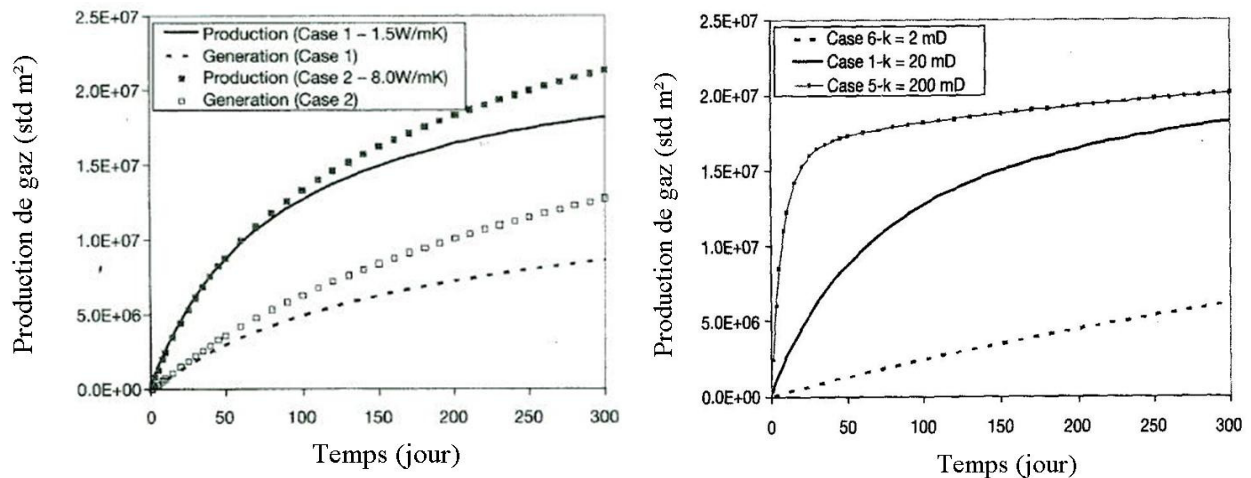 Production de gaz (std m²)
2.5E+07
2.0E+07
1.5E+07
1.0E+07
5.0E+06
0.0E+00
Production (Case 1 – 1.5W/mK)
Generation (Case 1)
Production (Case 2 – 8.0W/mK)
Generation (Case 2)
0 50 100 150 200 250 300
Temps (jour)
Production de gaz (std m²)
2.5E+07
2.0E+07
1.5E+07
1.0E+07
5.0E+06
0.0E+00
Case 6-k = 2 mD
Case 1-k = 20 mD
Case 5-k = 200 mD
0 50 100 150 200 250 300
Temps (jour)